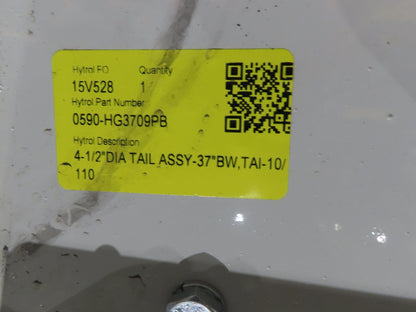 Hytrol FO Quantity
15V528 1
Hytrol Part Number
0590-HG3709PB
Hytrol Description
4-1/2"DIA TAIL ASSY-37"BW,TAI-10/
110